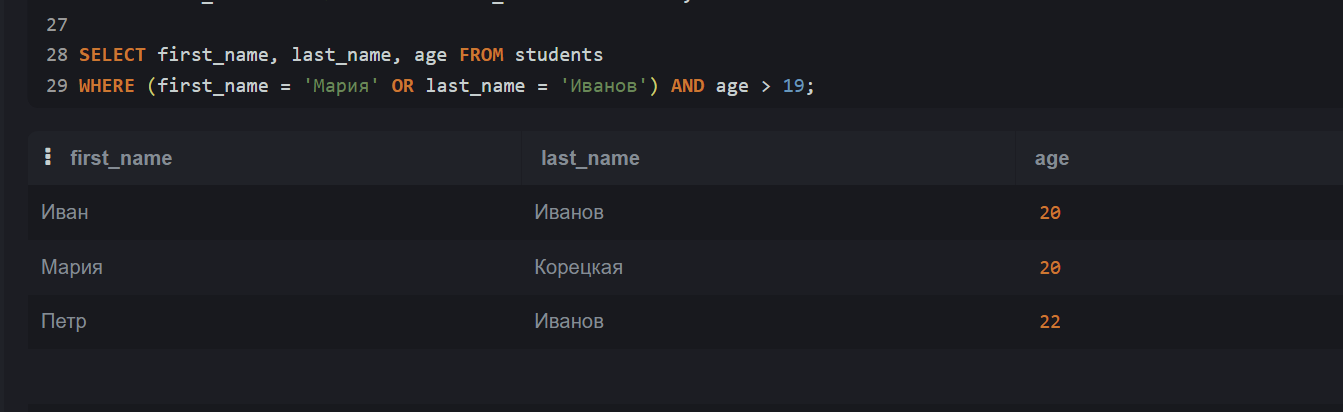 27
28 SELECT first_name, last_name, age FROM students
29 WHERE (first_name = 'Мария' OR last_name = 'Иванов') AND age > 19;
first_name last_name age
Иван Иванов 20
Мария Корецкая 20
Петр Иванов 22